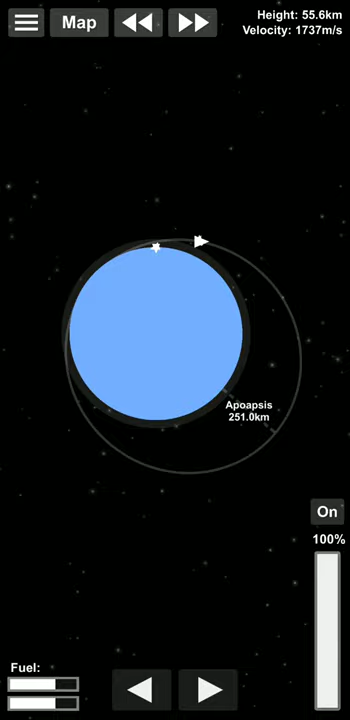 Map
Height: 55.6km
Velocity: 1737m/s
Apoapsis
251.0km
On
100%
Fuel: